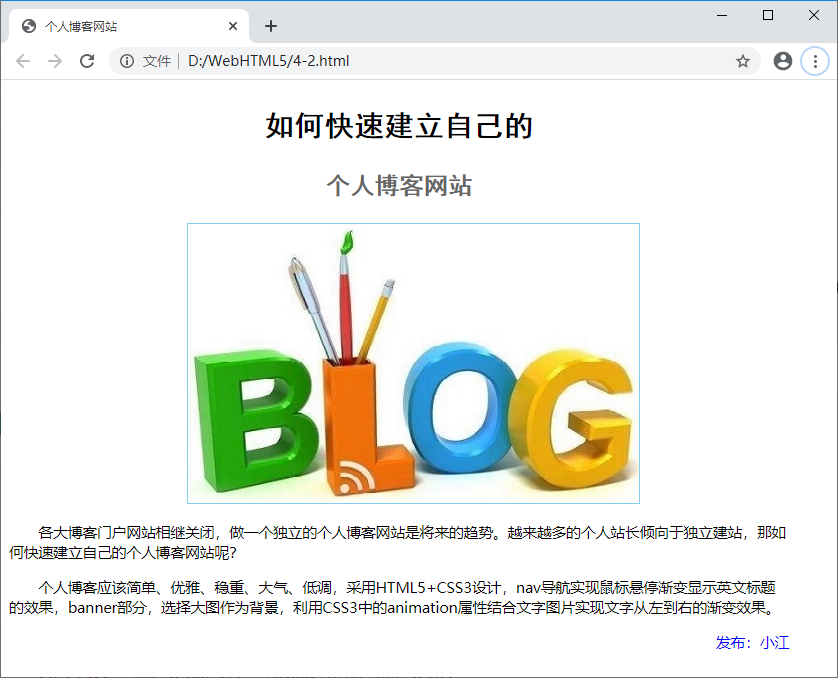 个人博客网站
文件 D:/WebHTML5/4-2.html
如何快速建立自己的
个人博客网站
BLOG
各大博客门户网站相继关闭，做一个独立的个人博客网站是将来的趋势。越来越多的个人站长倾向于独立建站，那如
何快速建立自己的个人博客网站呢？
个人博客应该简单、优雅、稳重、大气、低调，采用HTML5+CSS3设计，nav导航实现鼠标悬停渐变显示英文标题
的效果，banner部分，选择大图作为背景，利用CSS3中的animation属性结合文字图片实现文字从左到右的渐变效果。
发布：小江